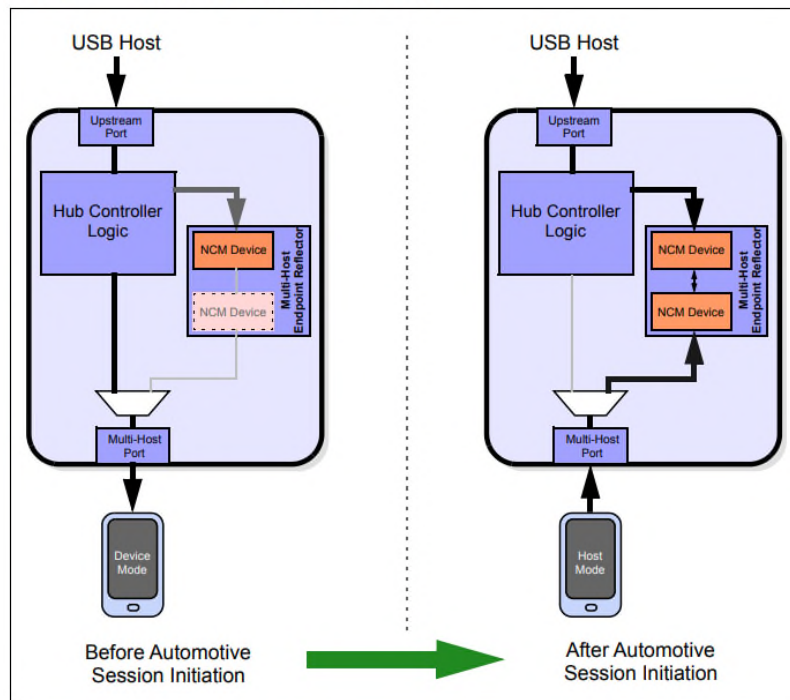 USB Host
Upstream
Port
Hub Controller
Logic
NCM Device
NCM Device
Multi-Host
Endpoint Reflector
Multi-Host
Port
Device
Mode
Before Automotive
Session Initiation
USB Host
Upstream
Port
Hub Controller
Logic
NCM Device
NCM Device
Multi-Host
Endpoint Reflector
Multi-Host
Port
Host
Mode
After Automotive
Session Initiation